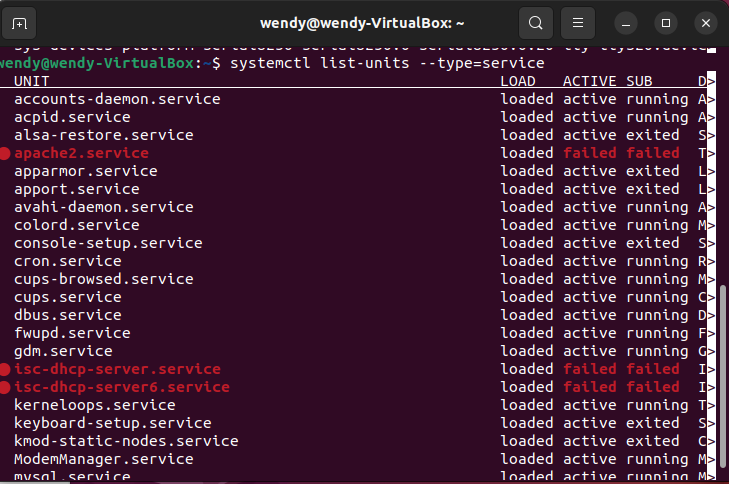 wendy@wendy-VirtualBox: ~
wendy@wendy-VirtualBox:~$ systemctl list-units --type=service
UNIT LOAD ACTIVE SUB D>
accounts-daemon.service loaded active running A>
acpid.service loaded active running A>
alsa-restore.service loaded active exited S>
apache2.service loaded failed failed T>
apparmor.service loaded active exited L>
apport.service loaded active exited L>
avahi-daemon.service loaded active running A>
colord.service loaded active running M>
console-setup.service loaded active exited S>
cron.service loaded active running R>
cups-browsed.service loaded active running M>
cups.service loaded active running C>
dbus.service loaded active running D>
fwupd.service loaded active running F>
gdm.service loaded active running G>
isc-dhcp-server.service loaded failed failed I>
isc-dhcp-server6.service loaded failed failed I>
kerneloops.service loaded active running T>
keyboard-setup.service loaded active exited S>
kmod-static-nodes.service loaded active exited C>
ModemManager.service loaded active running M>
mysql.service loaded active running M>